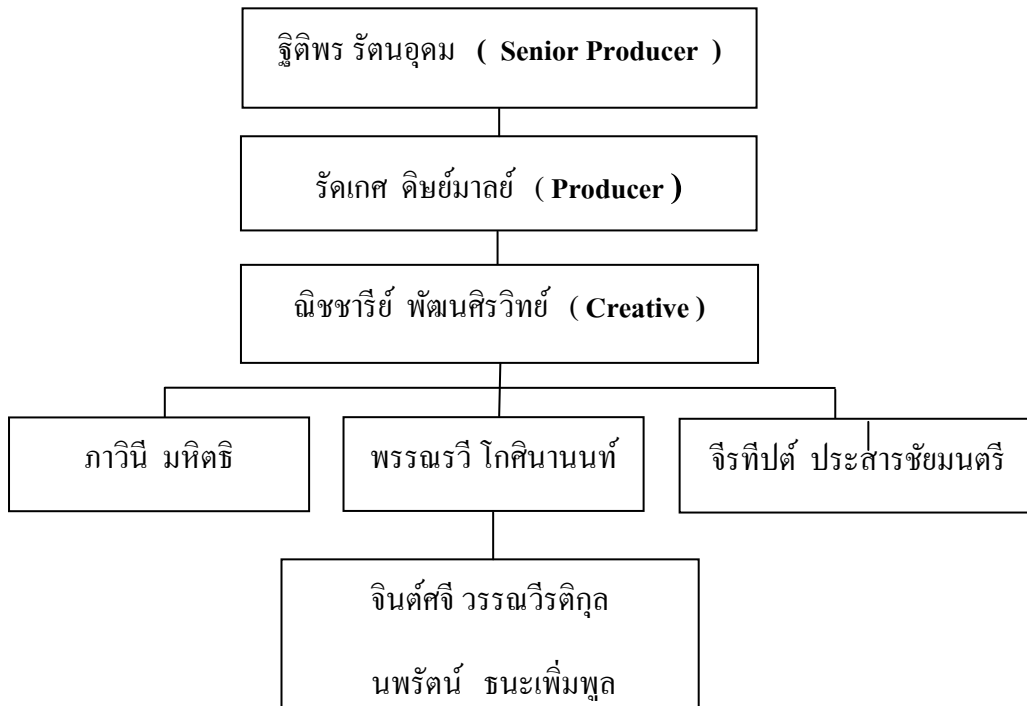 ฐิติพร รัตนอุดม ( Senior Producer )
รัดเกศ ดิษย์มาลย์ ( Producer )
ณิชชารีย์ พัฒนศิรวิทย์ ( Creative )
ภาวินี มหิตธิ
พรรณรวี โกศินานนท์
จีรทีปต์ ประสารชัยมนตรี
จินต์ศจี วรรณวีรติกุล
นพรัตน์ ธนะเพิ่มพูล